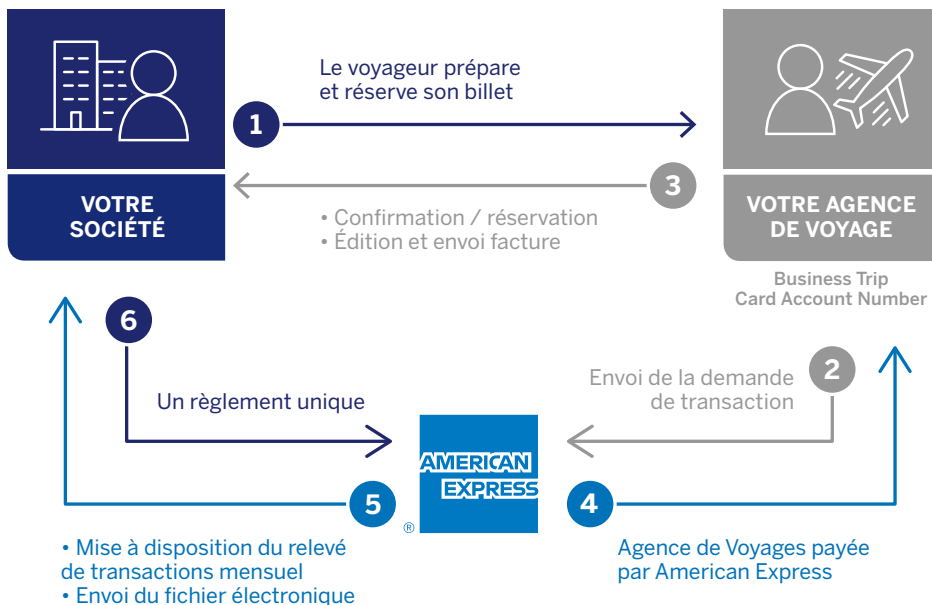 Le voyageur prépare
et réserve son billet
1
3
VOTRE
SOCIÉTÉ
• Confirmation / réservation
• Édition et envoi facture
VOTRE AGENCE
DE VOYAGE
Business Trip
Card Account Number
6
2
Envoi de la demande
de transaction
Un règlement unique
AMERICAN
EXPRESS
®
5
4
• Mise à disposition du relevé
de transactions mensuel
• Envoi du fichier électronique
Agence de Voyages payée
par American Express